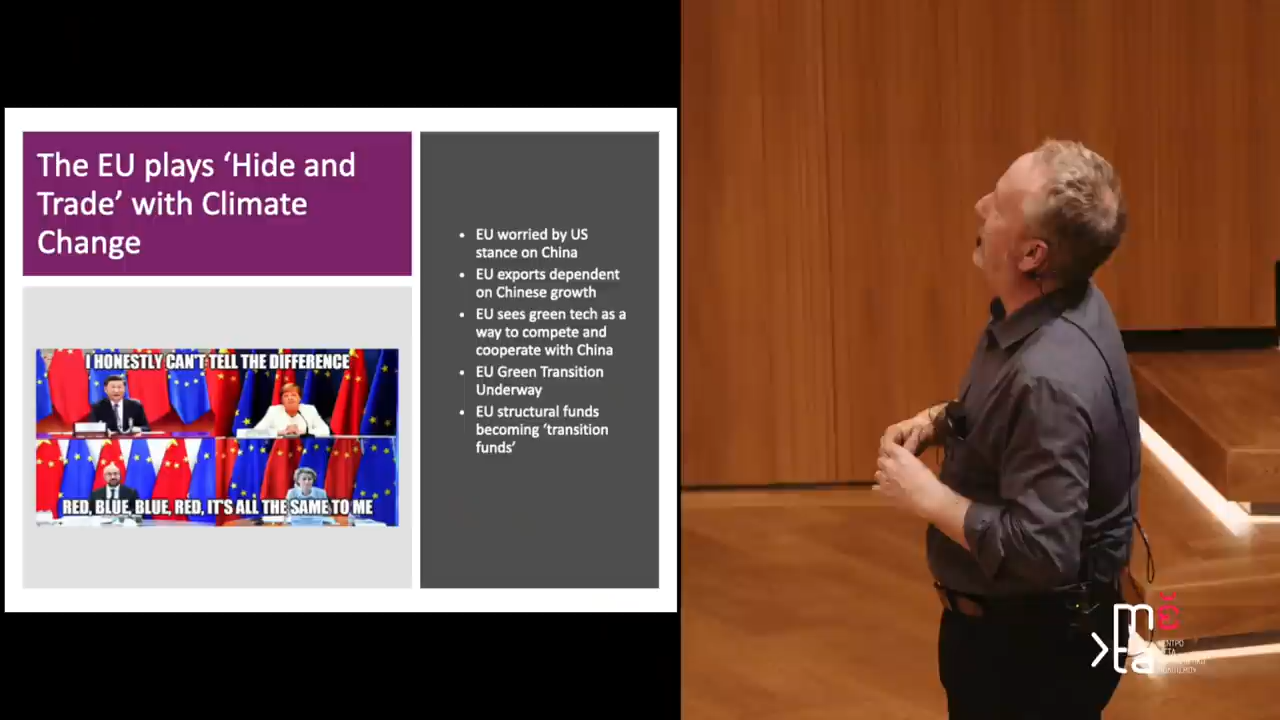 The EU plays ‘Hide and
Trade’ with Climate
Change
I HONESTLY CAN'T TELL THE DIFFERENCE
RED, BLUE, BLUE, RED, IT'S ALL THE SAME TO ME
• EU worried by US
stance on China
• EU exports dependent
on Chinese growth
• EU sees green tech as a
way to compete and
cooperate with China
• EU Green Transition
Underway
• EU structural funds
becoming ‘transition
funds’